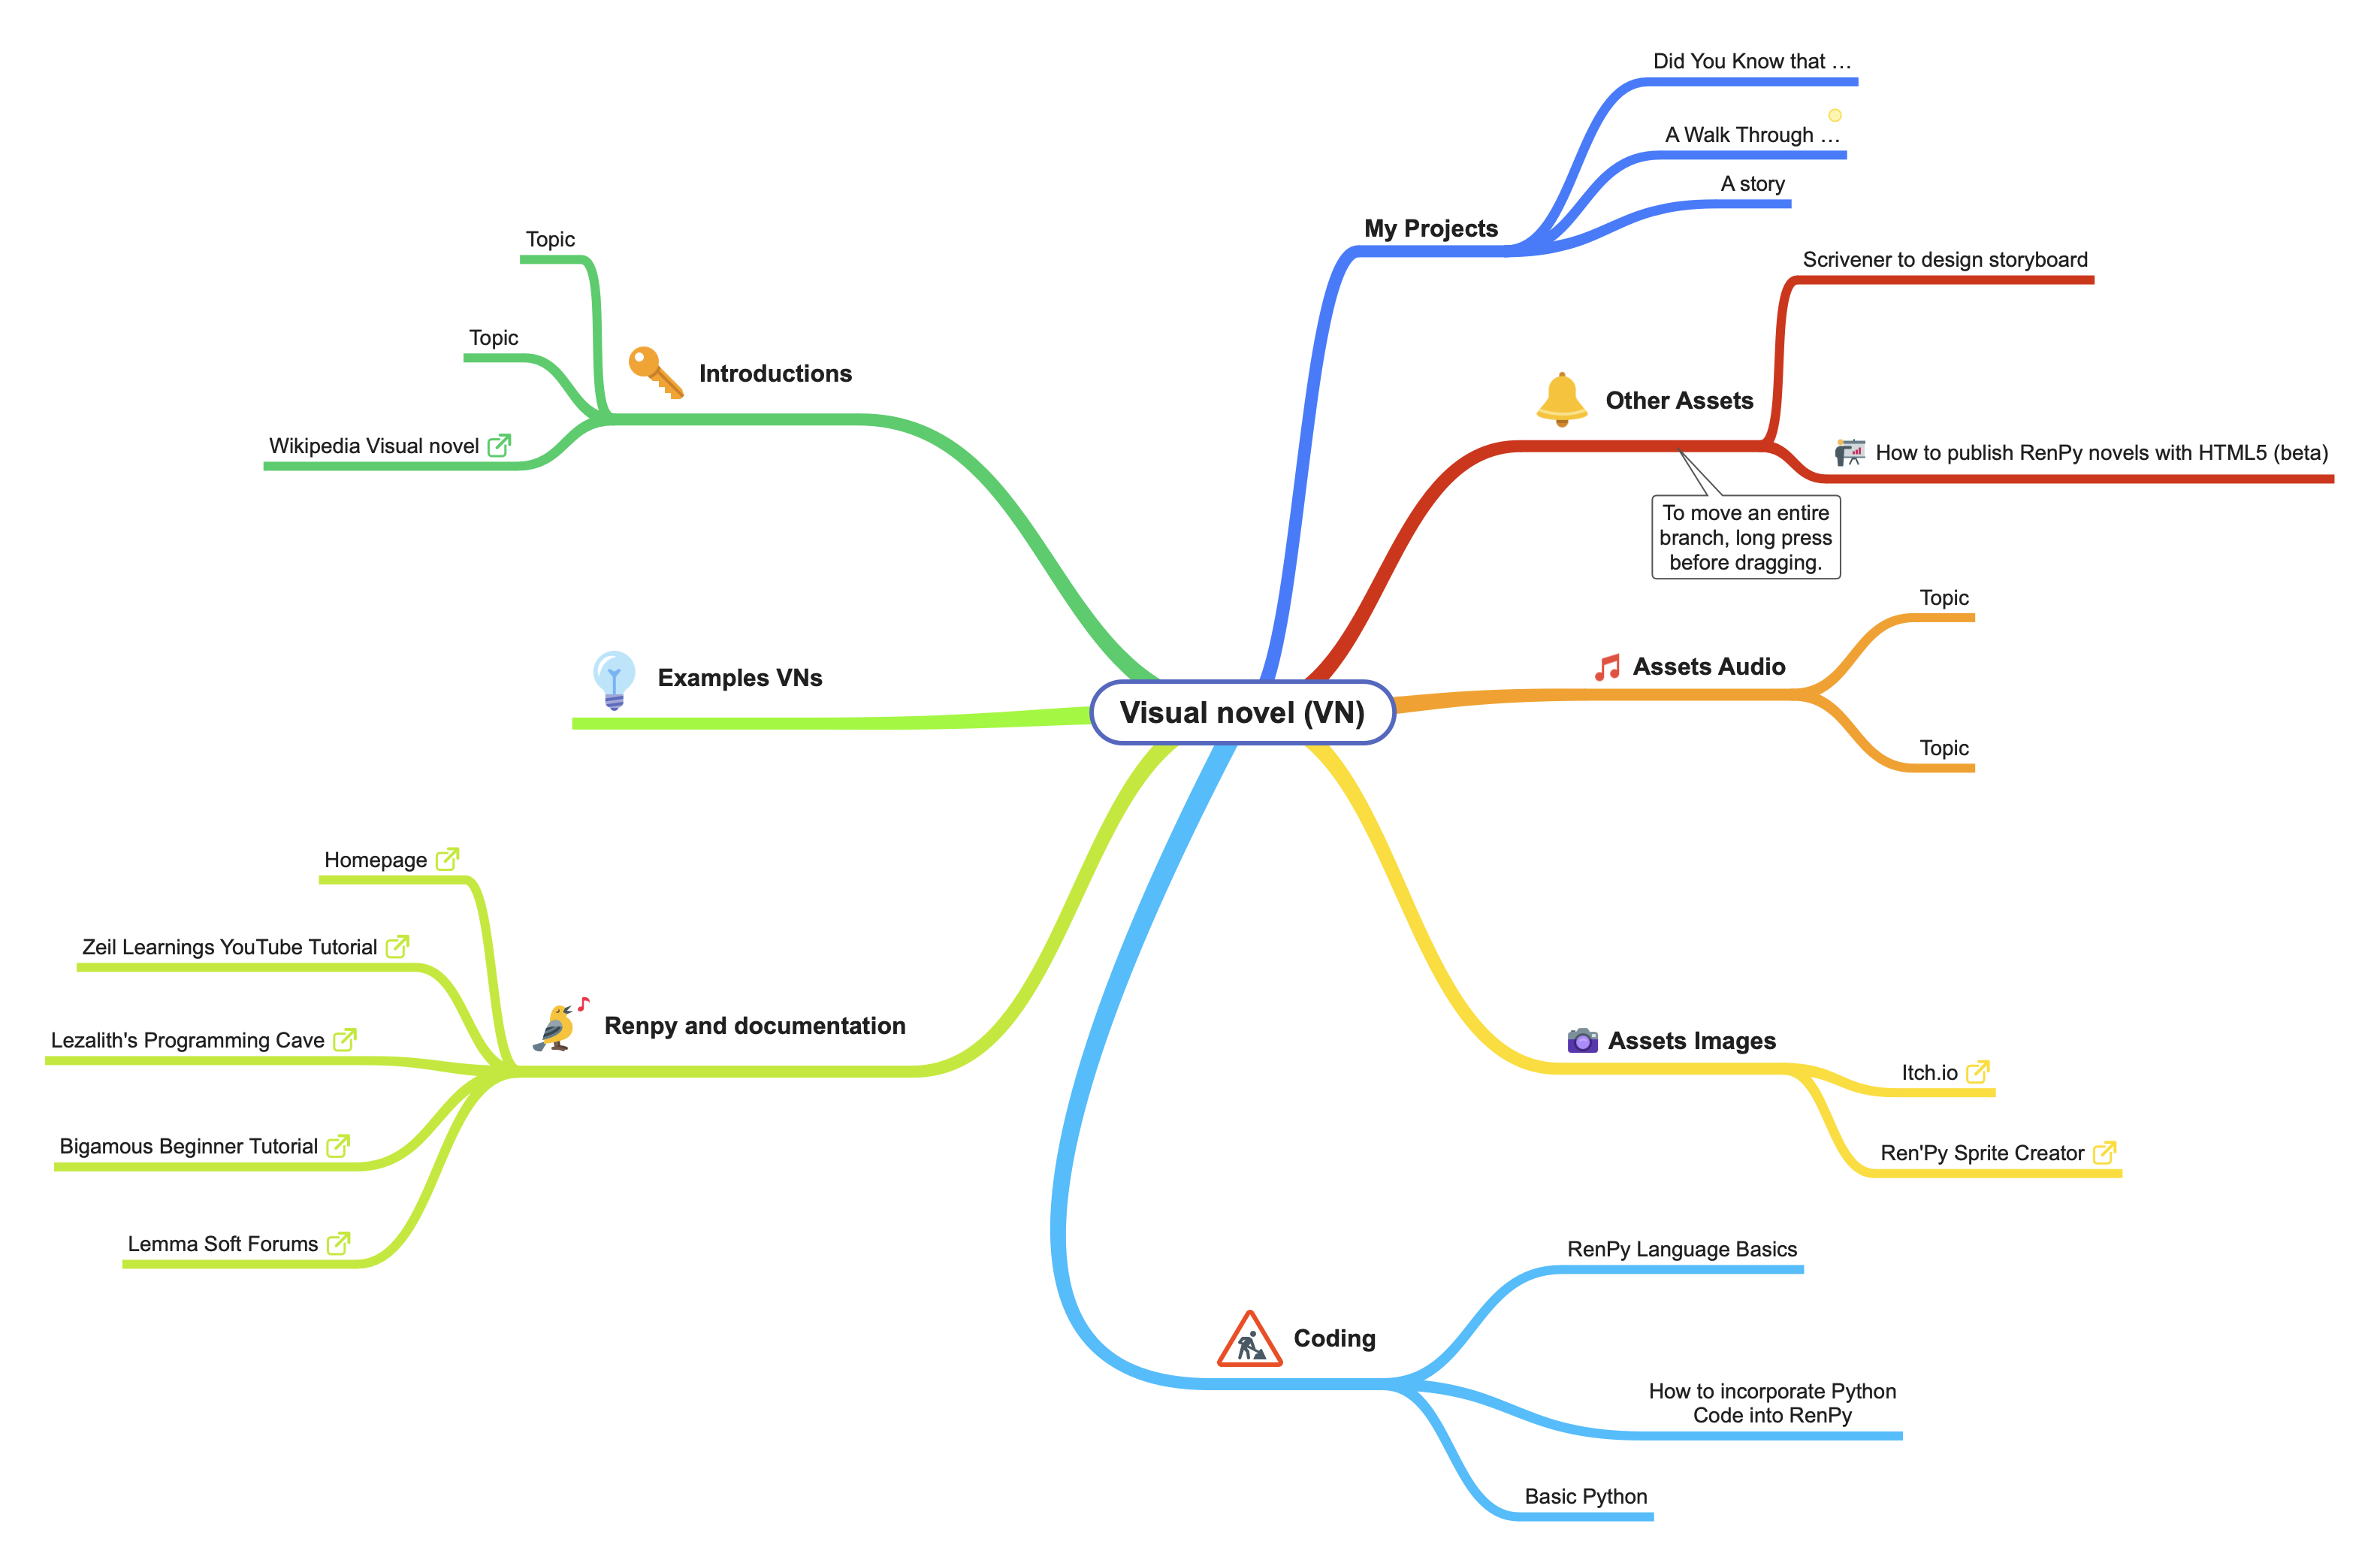 Visual novel (VN)
My Projects
Did You Know that …
A Walk Through …
A story
Other Assets
Scrivener to design storyboard
How to publish RenPy novels with HTML5 (beta)
To move an entire
branch, long press
before dragging.
Assets Audio
Topic
Topic
Assets Images
Itch.io
Ren'Py Sprite Creator
Coding
RenPy Language Basics
How to incorporate Python
Code into RenPy
Basic Python
Introductions
Topic
Topic
Wikipedia Visual novel
Examples VNs
Renpy and documentation
Homepage
Zeil Learnings YouTube Tutorial
Lezalith's Programming Cave
Bigamous Beginner Tutorial
Lemma Soft Forums